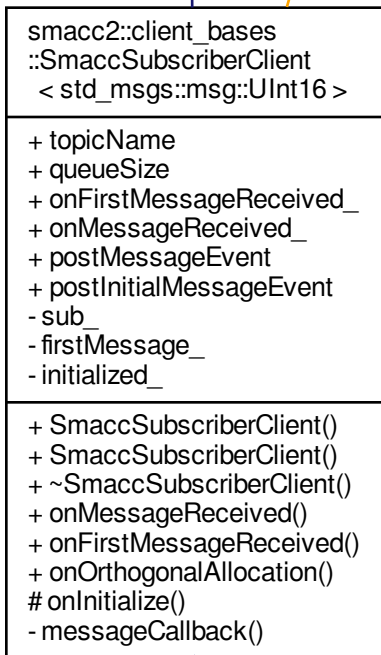 smacc2::client_bases
::SmaccSubscriberClient
< std_msgs::msg::UInt16 >
+ topicName
+ queueSize
+ onFirstMessageReceived_
+ onMessageReceived_
+ postMessageEvent
+ postInitialMessageEvent
- sub_
- firstMessage_
- initialized_
+ SmaccSubscriberClient()
+ SmaccSubscriberClient()
+ ~SmaccSubscriberClient()
+ onMessageReceived()
+ onFirstMessageReceived()
+ onOrthogonalAllocation()
# onInitialize()
- messageCallback()